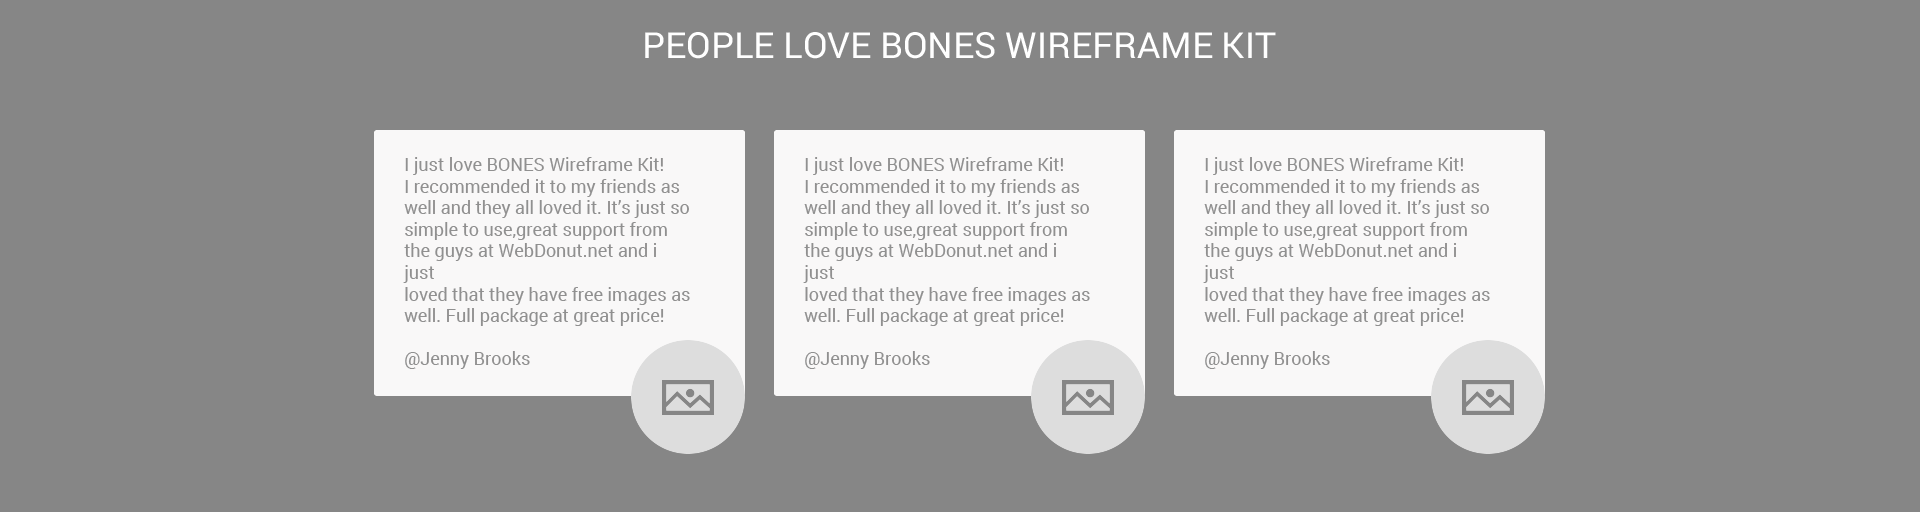 PEOPLE LOVE BONES WIREFRAME KIT
I just love BONES Wireframe Kit!
I recommended it to my friends as
well and they all loved it. It’s just so
simple to use,great support from
the guys at WebDonut.net and i
just
loved that they have free images as
well. Full package at great price!
@Jenny Brooks
I just love BONES Wireframe Kit!
I recommended it to my friends as
well and they all loved it. It’s just so
simple to use,great support from
the guys at WebDonut.net and i
just
loved that they have free images as
well. Full package at great price!
@Jenny Brooks
I just love BONES Wireframe Kit!
I recommended it to my friends as
well and they all loved it. It’s just so
simple to use,great support from
the guys at WebDonut.net and i
just
loved that they have free images as
well. Full package at great price!
@Jenny Brooks